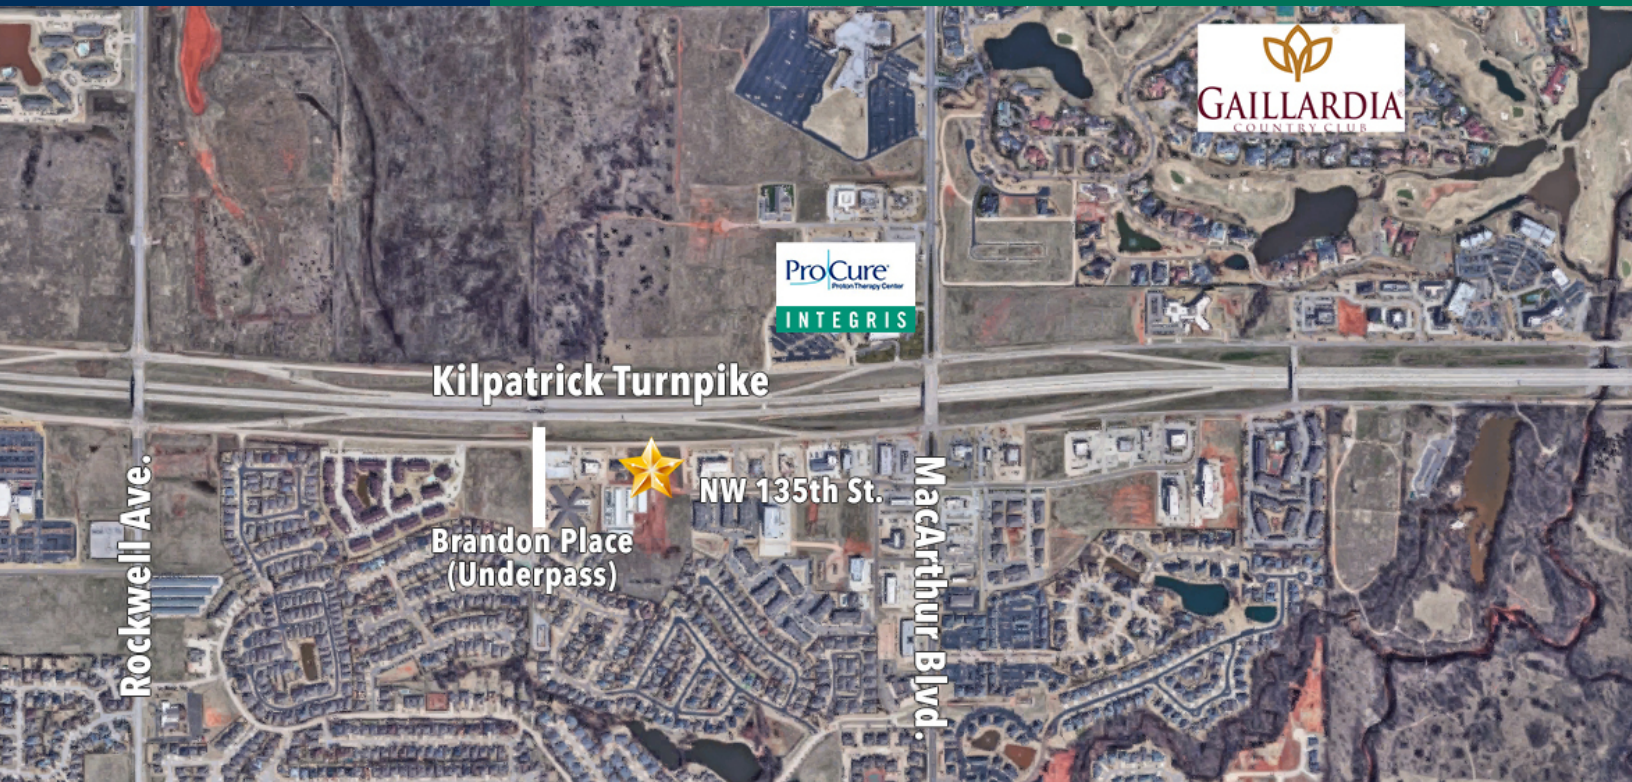 GAILLARDIA
COUNTRY CLUB
ProCure
Proton Therapy Center
INTEGRIS
Kilpatrick Turnpike
NW 135th St.
Brandon Place
(Underpass)
Rockwell Ave.
MacArthur Blvd.